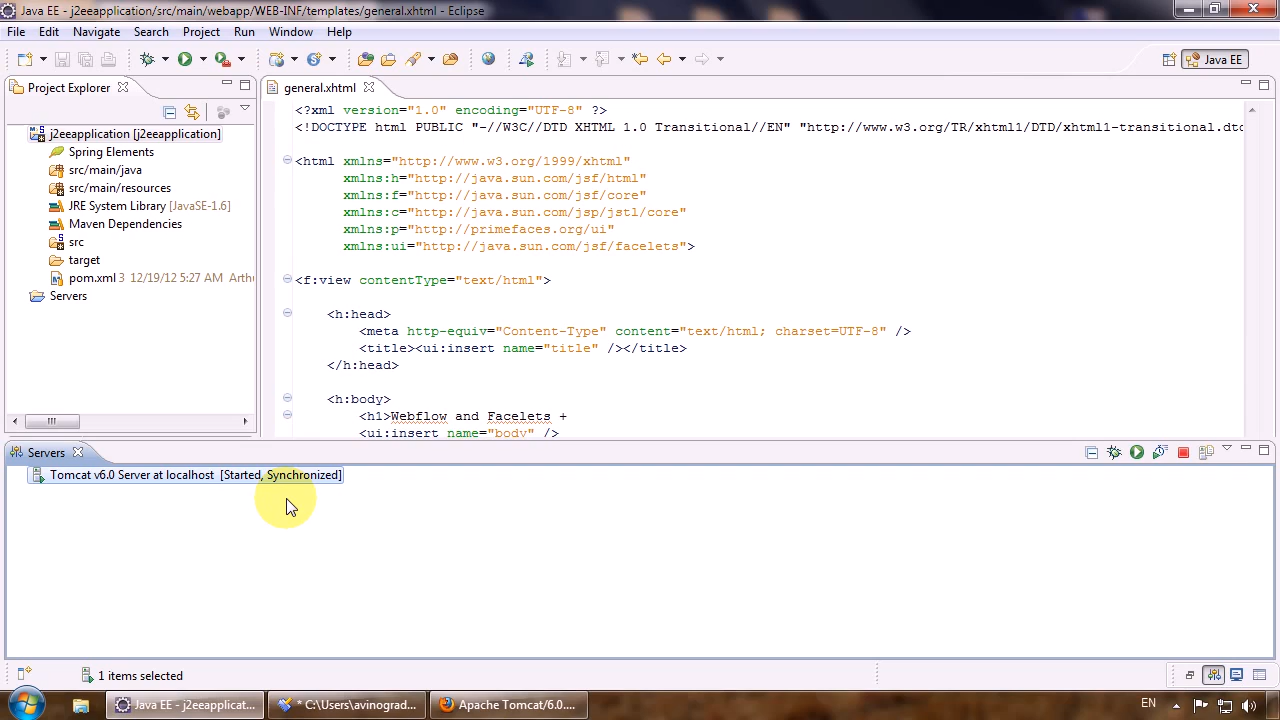 Java EE - j2eeapplication/src/main/webapp/WEB-INF/templates/general.xhtml - Eclipse
File Edit Navigate Search Project Run Window Help
Java EE
Project Explorer
general.xhtml
j2eeapplication [j2eeapplication]
Spring Elements
src/main/java
src/main/resources
JRE System Library [JavaSE-1.6]
Maven Dependencies
src
target
pom.xml 3 12/19/12 5:27 AM Arth
Servers
<?xml version="1.0" encoding="UTF-8" ?>
<!DOCTYPE html PUBLIC "-//W3C//DTD XHTML 1.0 Transitional//EN" "http://www.w3.org/TR/xhtml1/DTD/xhtml1-transitional.dtd
<html xmlns="http://www.w3.org/1999/xhtml"
xmlns:h="http://java.sun.com/jsf/html"
xmlns:f="http://java.sun.com/jsf/core"
xmlns:c="http://java.sun.com/jsp/jstl/core"
xmlns:p="http://primefaces.org/ui"
xmlns:ui="http://java.sun.com/jsf/facelets">
<f:view contentType="text/html">
<h:head>
<meta http-equiv="Content-Type" content="text/html; charset=UTF-8" />
<title><ui:insert name="title" /></title>
</h:head>
<h:body>
<h1>Webflow and Facelets +
<ui:insert name="body" />
Servers
Tomcat v6.0 Server at localhost [Started, Synchronized]
1 items selected
Java EE - j2eeapplicat... * C:\Users\avinograd... Apache Tomcat/6.0.... EN